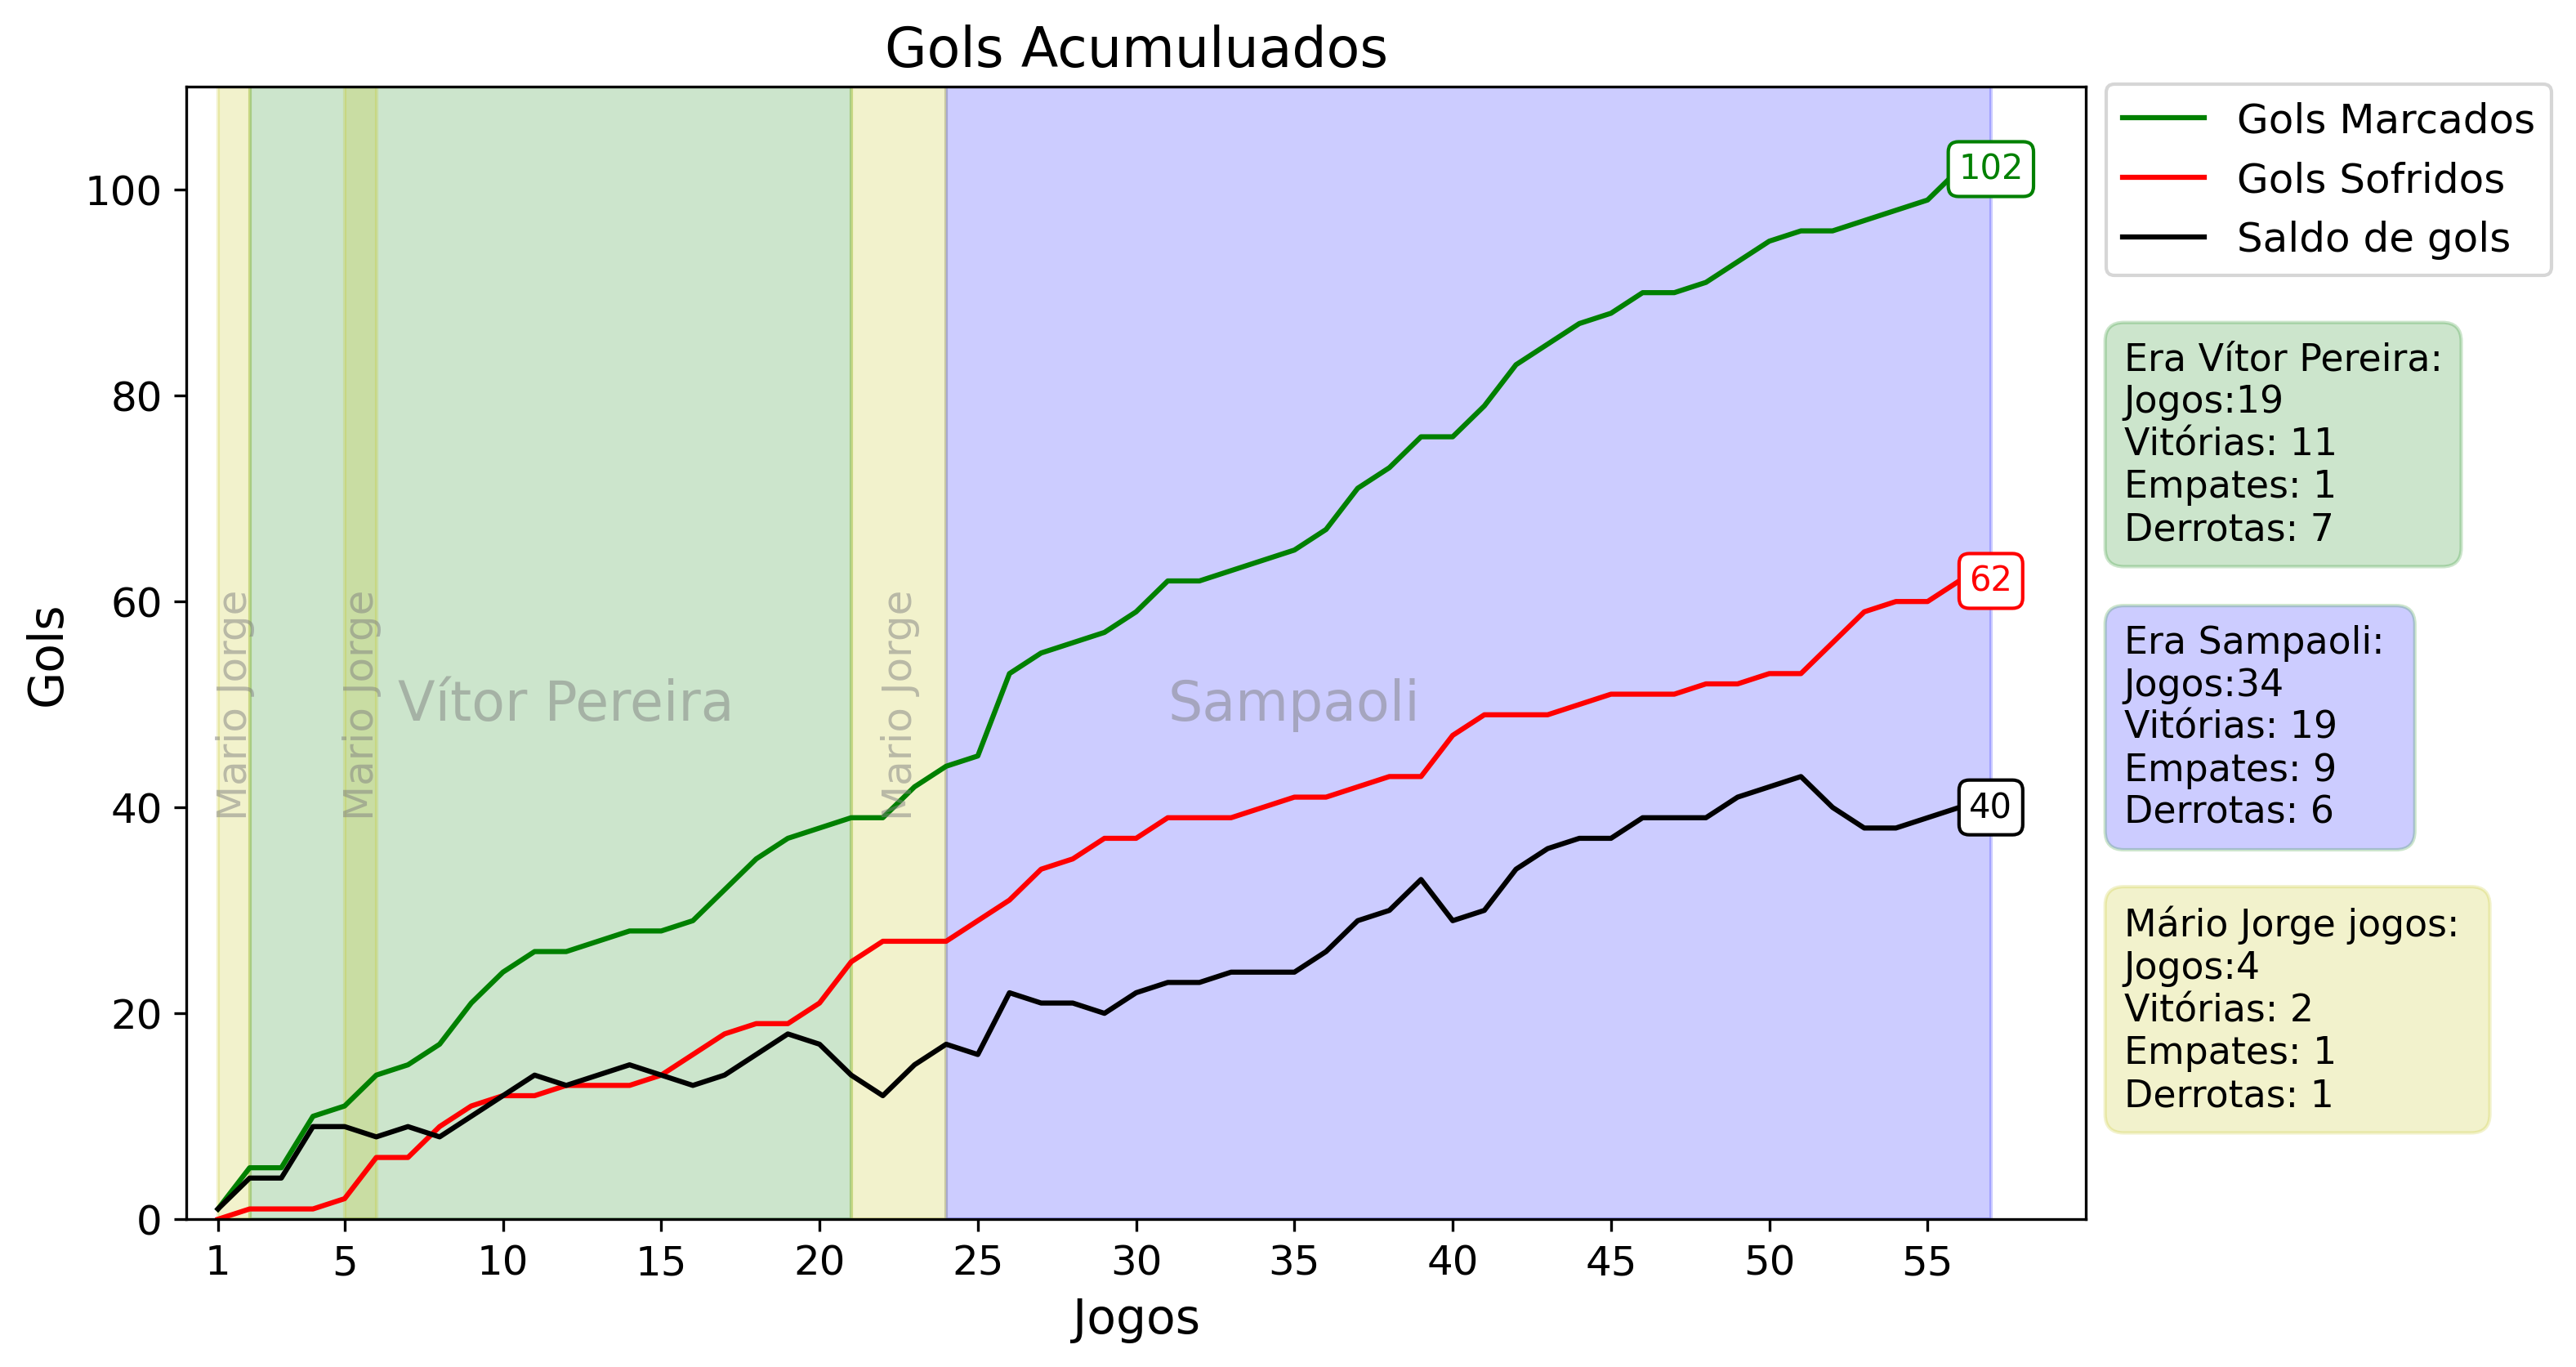 Gols Acumuluados
Gols
100
80
60
40
20
0
Mario Jorge
Mario Jorge
Vítor Pereira
Mario Jorge
Sampaoli
102
62
40
1 5 10 15 20 25 30 35 40 45 50 55
Jogos
Gols Marcados
Gols Sofridos
Saldo de gols
Era Vítor Pereira:
Jogos:19
Vitórias: 11
Empates: 1
Derrotas: 7
Era Sampaoli:
Jogos:34
Vitórias: 19
Empates: 9
Derrotas: 6
Mário Jorge jogos:
Jogos:4
Vitórias: 2
Empates: 1
Derrotas: 1